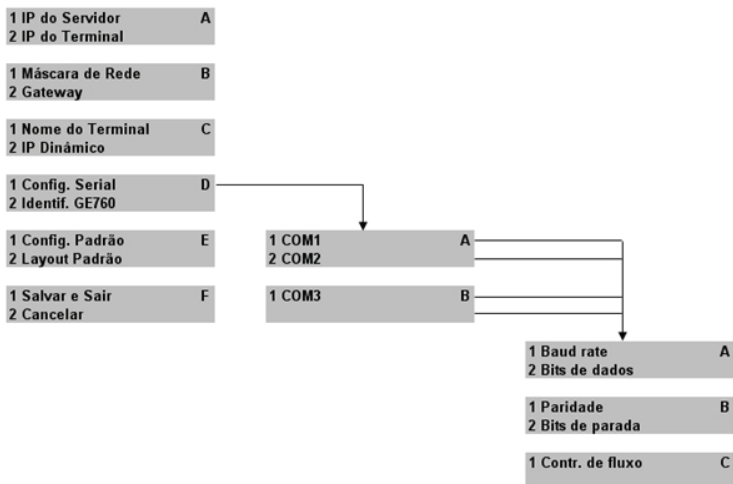 1 IP do Servidor A
2 IP do Terminal
1 Máscara de Rede B
2 Gateway
1 Nome do Terminal C
2 IP Dinâmico
1 Config. Serial D
2 Identif. GE760
1 Config. Padrão E
2 Layout Padrão
1 Salvar e Sair F
2 Cancelar
1 COM1 A
2 COM2
1 COM3 B
1 Baud rate A
2 Bits de dados
1 Paridade B
2 Bits de parada
1 Contr. de fluxo C